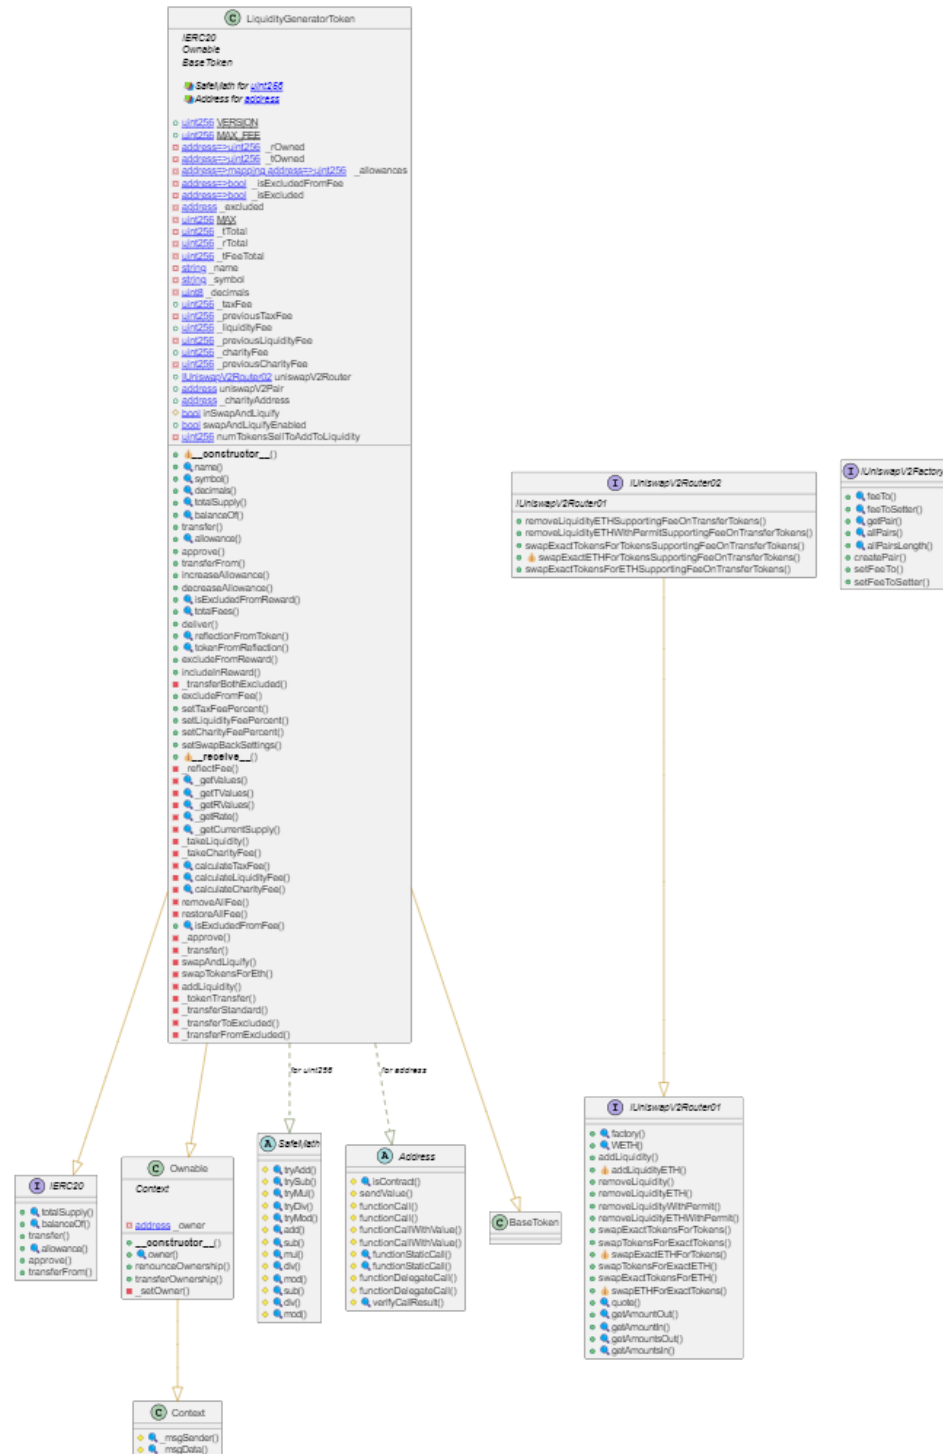 C LiquidityGeneratorToken
IERC20
Ownable
BaseToken
SafeMath for uint256
Address for address
uint256 VERSION
uint256 MAX_FEE
address=>uint256 _rOwned
address=>uint256 _tOwned
address=>mapping address=>uint256 _allowances
address=>bool _isExcludedFromFee
address=>bool _isExcluded
address _excluded
uint256 MAX
uint256 _tTotal
uint256 _rTotal
uint256 _tFeeTotal
string _name
string _symbol
uint8 _decimals
uint256 _taxFee
uint256 _previousTaxFee
uint256 _liquidityFee
uint256 _previousLiquidityFee
uint256 _charityFee
uint256 _previousCharityFee
IUniswapV2Router02 uniswapV2Router
address uniswapV2Pair
address _charityAddress
bool inSwapAndLiquify
bool swapAndLiquifyEnabled
uint256 numTokensSellToAddToLiquidity
__constructor__()
name()
symbol()
decimals()
totalSupply()
balanceOf()
transfer()
allowance()
approve()
transferFrom()
increaseAllowance()
decreaseAllowance()
isExcludedFromReward()
totalFees()
deliver()
reflectionFromToken()
tokenFromReflection()
excludeFromReward()
includeInReward()
_transferBothExcluded()
excludeFromFee()
setTaxFeePercent()
setLiquidityFeePercent()
setCharityFeePercent()
setSwapBackSettings()
__receive__()
_reflectFee()
_getValues()
_getTValues()
_getRValues()
_getRate()
_getCurrentSupply()
_takeLiquidity()
_takeCharityFee()
calculateTaxFee()
calculateLiquidityFee()
calculateCharityFee()
removeAllFee()
restoreAllFee()
isExcludedFromFee()
_approve()
_transfer()
swapAndLiquify()
swapTokensForEth()
addLiquidity()
_tokenTransfer()
_transferStandard()
_transferToExcluded()
_transferFromExcluded()
I IUniswapV2Router02
IUniswapV2Router01
removeLiquidityETHSupportingFeeOnTransferTokens()
removeLiquidityETHWithPermitSupportingFeeOnTransferTokens()
swapExactTokensForTokensSupportingFeeOnTransferTokens()
swapExactETHForTokensSupportingFeeOnTransferTokens()
swapExactTokensForETHSupportingFeeOnTransferTokens()
I IUniswapV2Factory
feeTo()
feeToSetter()
getPair()
allPairs()
allPairsLength()
createPair()
setFeeTo()
setFeeToSetter()
for uint256
for address
I IERC20
totalSupply()
balanceOf()
transfer()
allowance()
approve()
transferFrom()
C Ownable
Context
address _owner
__constructor__()
owner()
renounceOwnership()
transferOwnership()
_setOwner()
A SafeMath
tryAdd()
trySub()
tryMul()
tryDiv()
tryMod()
add()
sub()
mul()
div()
mod()
sub()
div()
mod()
A Address
isContract()
sendValue()
functionCall()
functionCall()
functionCallWithValue()
functionCallWithValue()
functionStaticCall()
functionStaticCall()
functionDelegateCall()
functionDelegateCall()
verifyCallResult()
C BaseToken
I IUniswapV2Router01
factory()
WETH()
addLiquidity()
addLiquidityETH()
removeLiquidity()
removeLiquidityETH()
removeLiquidityWithPermit()
removeLiquidityETHWithPermit()
swapExactTokensForTokens()
swapTokensForExactTokens()
swapExactETHForTokens()
swapTokensForExactETH()
swapExactTokensForETH()
swapETHForExactTokens()
quote()
getAmountOut()
getAmountIn()
getAmountsOut()
getAmountsIn()
C Context
_msgSender()
_msgData()